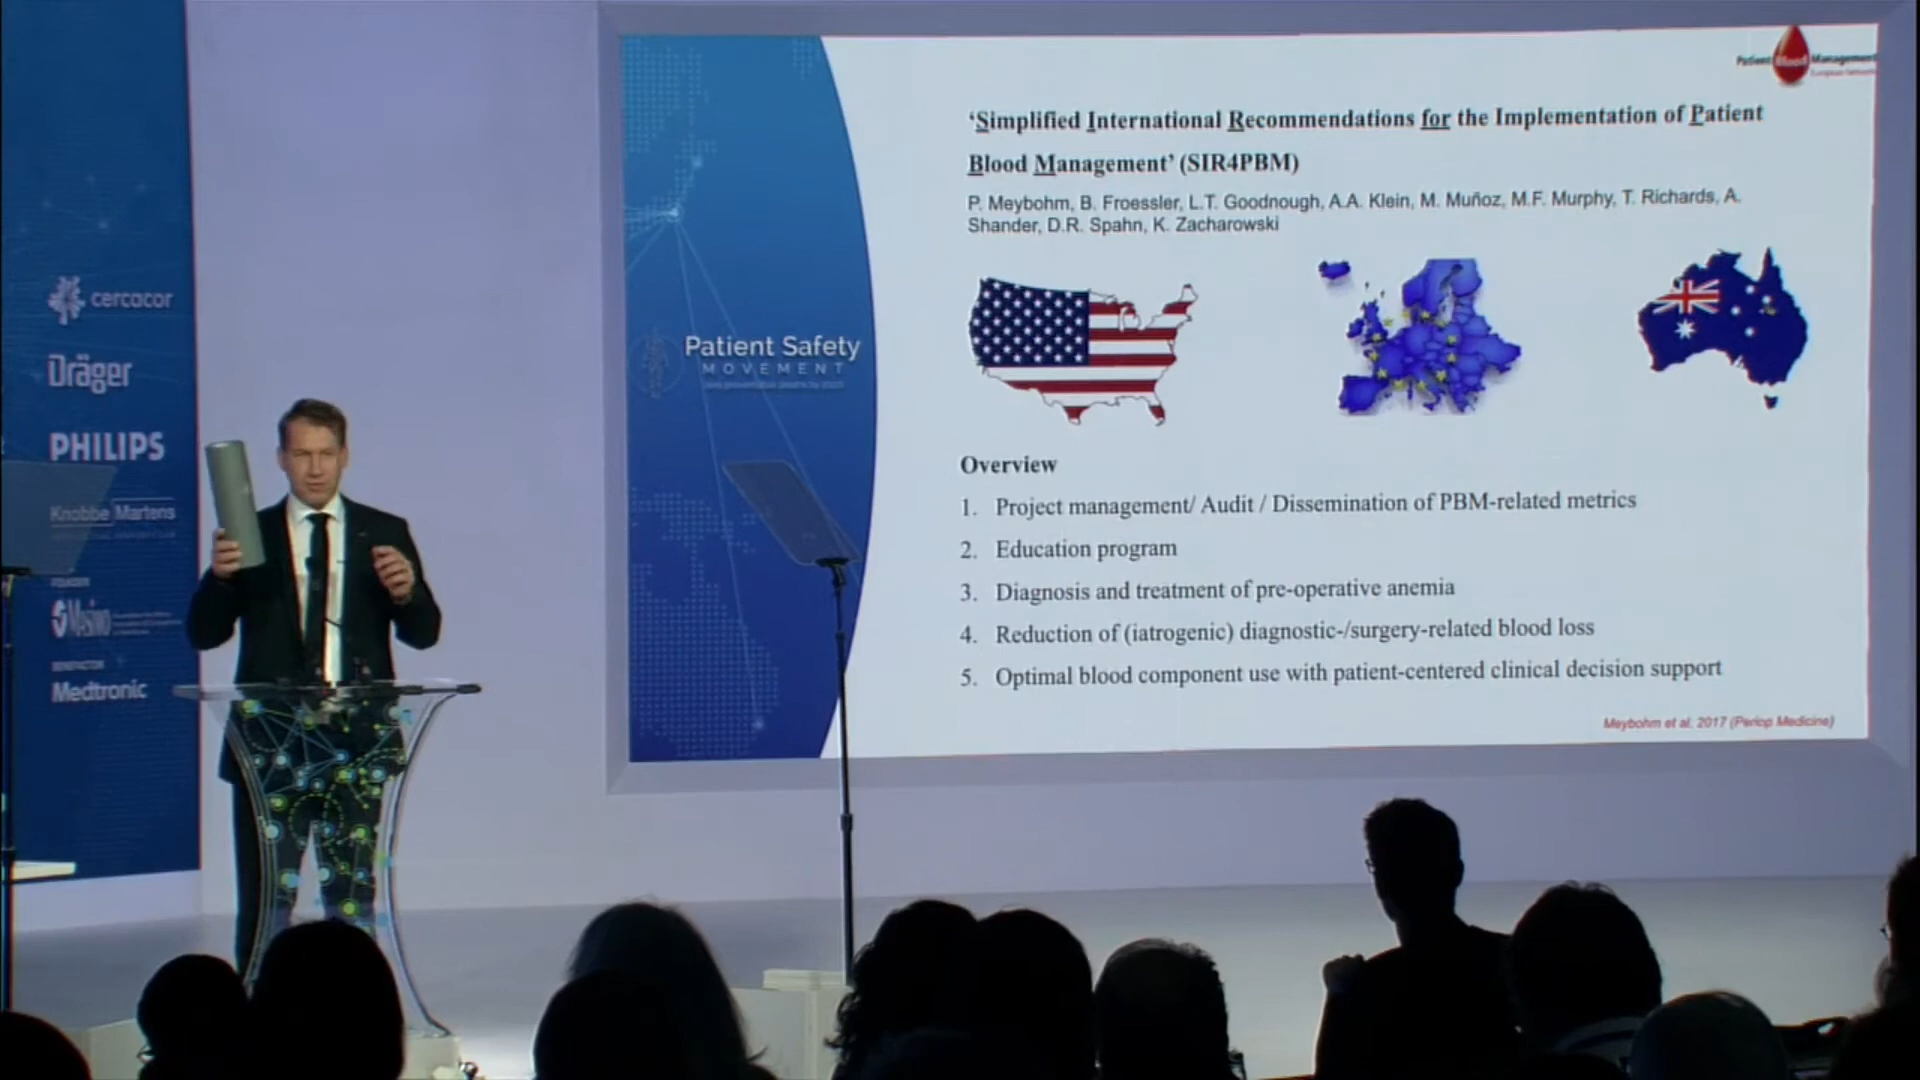 cercacor
Dräger
PHILIPS
Knobbe Martens
FOUNDER
Masimo
BENEFACTOR
Medtronic
Patient Safety
MOVEMENT
Patient Blood Management
European Network
‘Simplified International Recommendations for the Implementation of Patient
Blood Management’ (SIR4PBM)
P. Meybohm, B. Froessler, L.T. Goodnough, A.A. Klein, M. Muñoz, M.F. Murphy, T. Richards, A.
Shander, D.R. Spahn, K. Zacharowski
Overview
1. Project management/ Audit / Dissemination of PBM-related metrics
2. Education program
3. Diagnosis and treatment of pre-operative anemia
4. Reduction of (iatrogenic) diagnostic-/surgery-related blood loss
5. Optimal blood component use with patient-centered clinical decision support
Meybohm et al. 2017 (Periop Medicine)